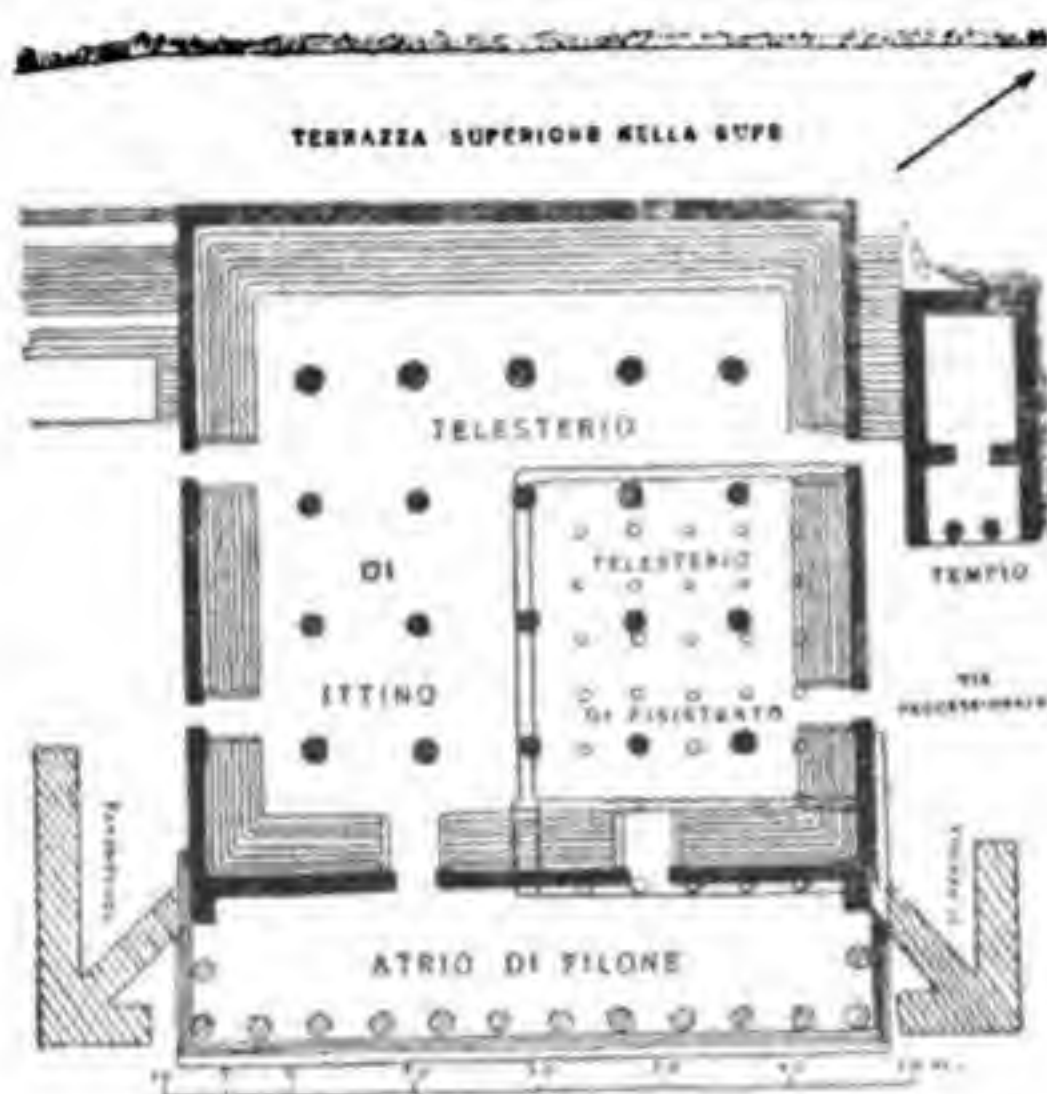 TERRAZZA SUPERIORE NELLA RUPE
TELESTERIO
DI
ITTINO
TELESTERIO
DI PISISTRATO
TEMPIO
VIA
PROCESSIONALE
ATRIO DI FILONE